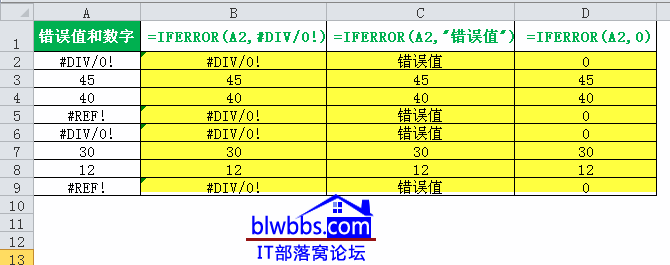 A B C D
1 错误值和数字 =IFERROR(A2,#DIV/0!) =IFERROR(A2,"错误值") =IFERROR(A2,0)
2 #DIV/0! #DIV/0! 错误值 0
3 45 45 45 45
4 40 40 40 40
5 #REF! #DIV/0! 错误值 0
6 #DIV/0! #DIV/0! 错误值 0
7 30 30 30 30
8 12 12 12 12
9 #REF! #DIV/0! 错误值 0
10
11
12
13
blwbbs.com
IT部落窝论坛